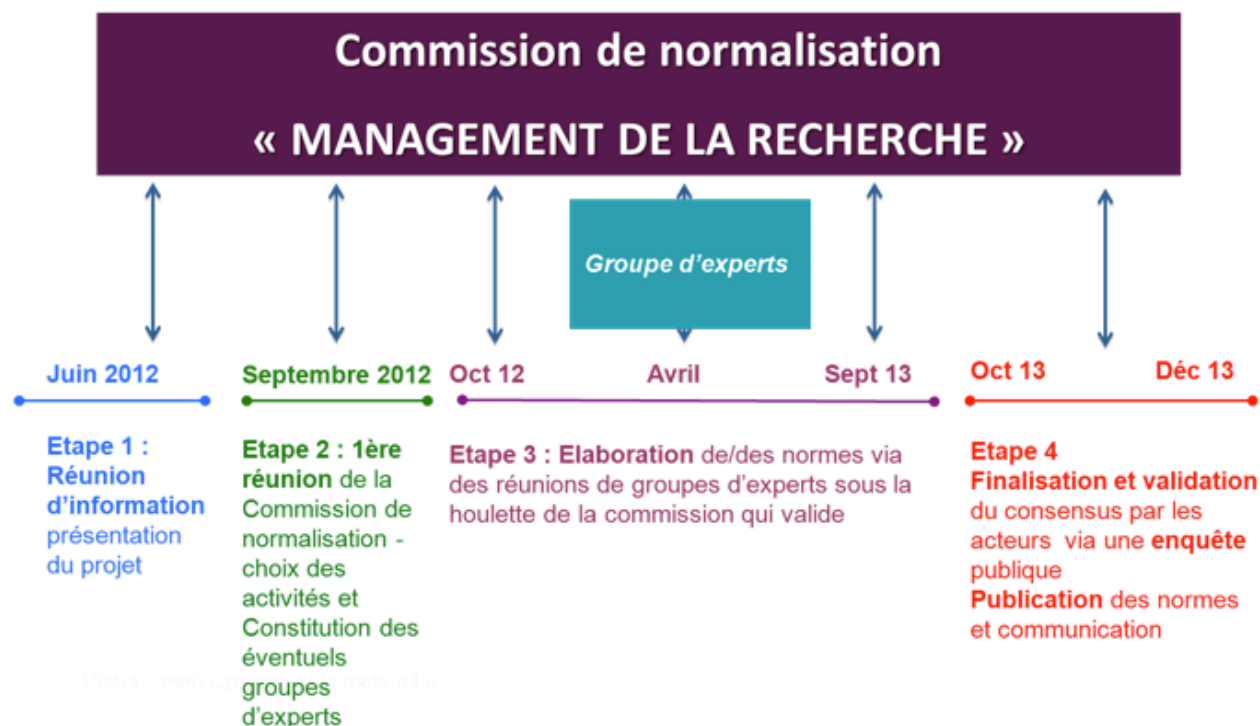 Commission de normalisation
« MANAGEMENT DE LA RECHERCHE »
Groupe d'experts
Juin 2012
Etape 1 :
Réunion
d'information
présentation
du projet
Septembre 2012
Etape 2 : 1ère
réunion de la
Commission de
normalisation -
choix des
activités et
Constitution des
éventuels
groupes
d'experts
Oct 12
Avril
Sept 13
Etape 3 : Elaboration de/des normes via
des réunions de groupes d'experts sous la
houlette de la commission qui valide
Oct 13
Déc 13
Etape 4
Finalisation et validation
du consensus par les
acteurs via une enquête
publique
Publication des normes
et communication